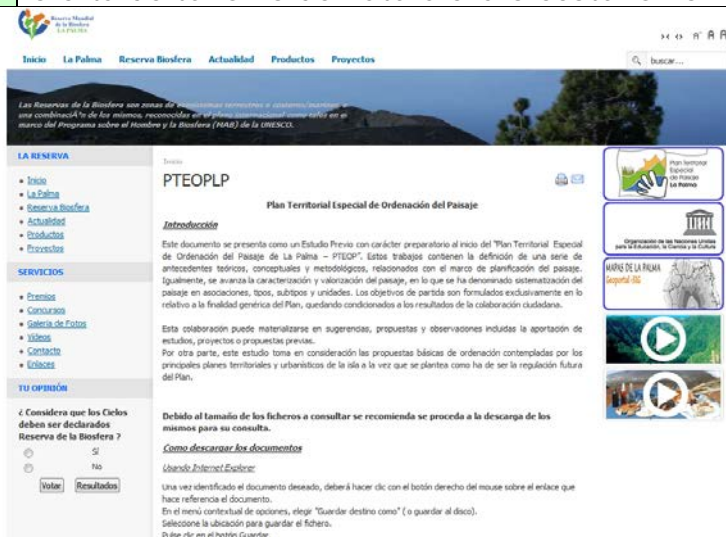 Reserva Mundial
de la Biosfera
LA PALMA
A A
Inicio La Palma Reserva Biosfera Actualidad Productos Proyectos
buscar...
Las Reservas de la Biosfera son zonas de ecosistemas terrestres o costeros/marinos, o
una combinaciÃ³n de los mismos, reconocidas en el plano internacional como tales en el
marco del Programa sobre el Hombre y la Biosfera (MAB) de la UNESCO.
LA RESERVA
Inicio
La Palma
Reserva Biosfera
Actualidad
Productos
Proyectos
SERVICIOS
Premios
Concursos
Galería de Fotos
Vídeos
Contacto
Enlaces
TU OPINIÓN
¿ Considera que los Cielos
deben ser declarados
Reserva de la Biosfera ?
Sí
No
Votar Resultados
Inicio
PTEOPLP
Plan Territorial Especial de Ordenación del Paisaje
Introducción
Este documento se presenta como un Estudio Previo con carácter preparatorio al inicio del "Plan Territorial Especial
de Ordenación del Paisaje de La Palma – PTEOP". Estos trabajos contienen la definición de una serie de
antecedentes teóricos, conceptuales y metodológicos, relacionados con el marco de planificación del paisaje.
Igualmente, se avanza la caracterización y valorización del paisaje, en lo que se ha denominado sistematización del
paisaje en asociaciones, tipos, subtipos y unidades. Los objetivos de partida son formulados exclusivamente en lo
relativo a la finalidad genérica del Plan, quedando condicionados a los resultados de la colaboración ciudadana.
Esta colaboración puede materializarse en sugerencias, propuestas y observaciones incluidas la aportación de
estudios, proyectos o propuestas previas.
Por otra parte, este estudio toma en consideración las propuestas básicas de ordenación contempladas por los
principales planes territoriales y urbanísticos de la isla a la vez que se plantea como ha de ser la regulación futura
del Plan.
Debido al tamaño de los ficheros a consultar se recomienda se proceda a la descarga de los
mismos para su consulta.
Como descargar los documentos
Usando Internet Explorer
Una vez identificado el documento deseado, deberá hacer clic con el botón derecho del mouse sobre el enlace que
hace referencia el documento.
En el menú contextual de opciones, elegir "Guardar destino como" ( o guardar al disco).
Seleccione la ubicación para guardar el fichero.
Pulse clic en el botón Guardar
Plan Territorial
Especial
de Paisaje
La Palma
Organización de las Naciones Unidas
para la Educación, la Ciencia y la Cultura
MAPAS DE LA PALMA
Geoportal-SIG